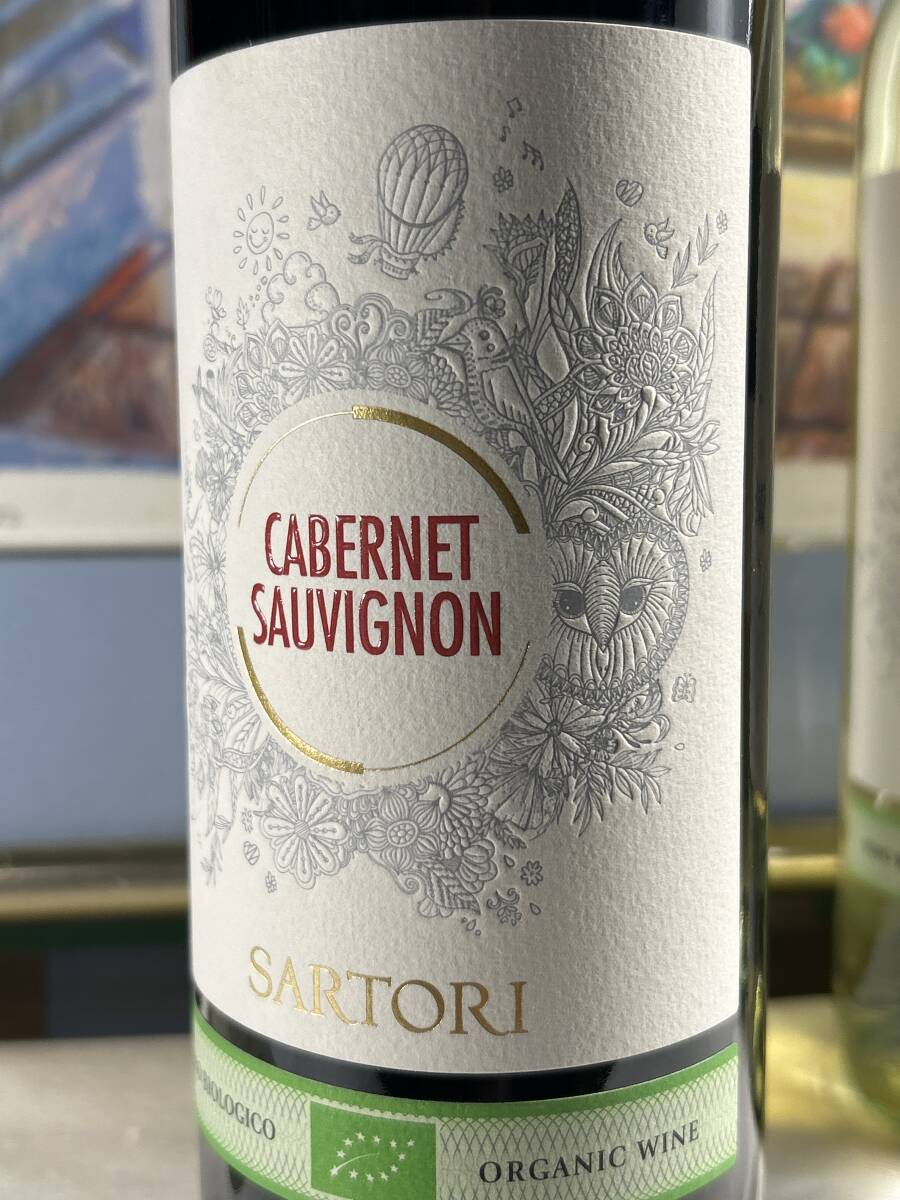 CABERNET
SAUVIGNON
SARTORI
BIOLOGICO
ORGANIC WINE